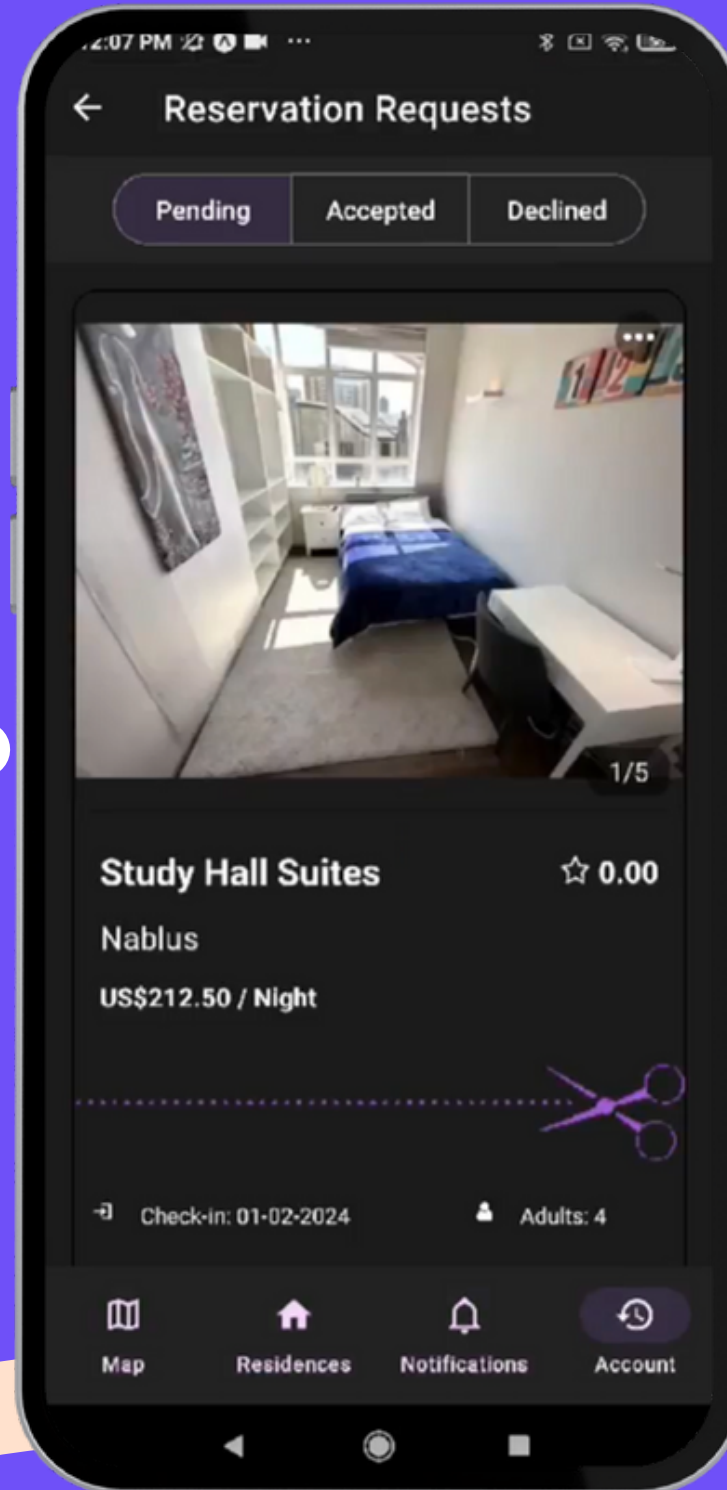 2:07 PM
Reservation Requests
Pending Accepted Declined
1/5
Study Hall Suites 0.00
Nablus
US$212.50 / Night
Check-in: 01-02-2024 Adults: 4
Map Residences Notifications Account